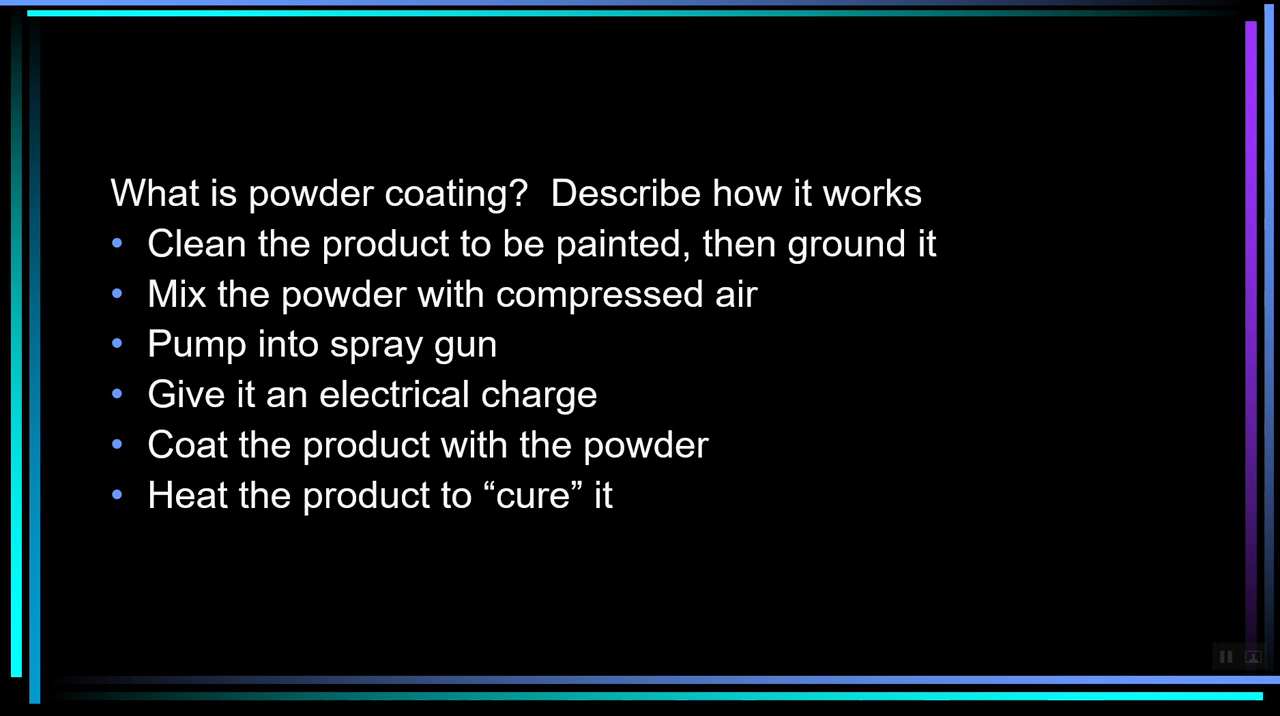 What is powder coating?  Describe how it works
• Clean the product to be painted, then ground it
• Mix the powder with compressed air
• Pump into spray gun
• Give it an electrical charge
• Coat the product with the powder
• Heat the product to “cure” it